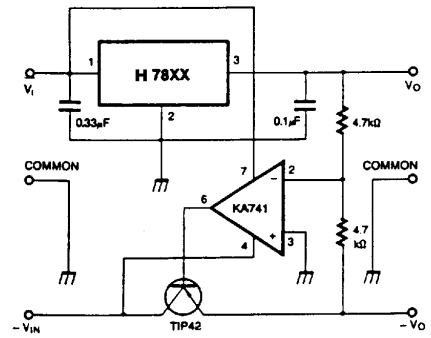 1
H 78XX
3
V_I
0.33µF
2
0.1µF
4.7kΩ
V_O
COMMON
7
2
COMMON
6
KA741
−
+
4
3
4.7
kΩ
- V_IN
TIP42
- V_O